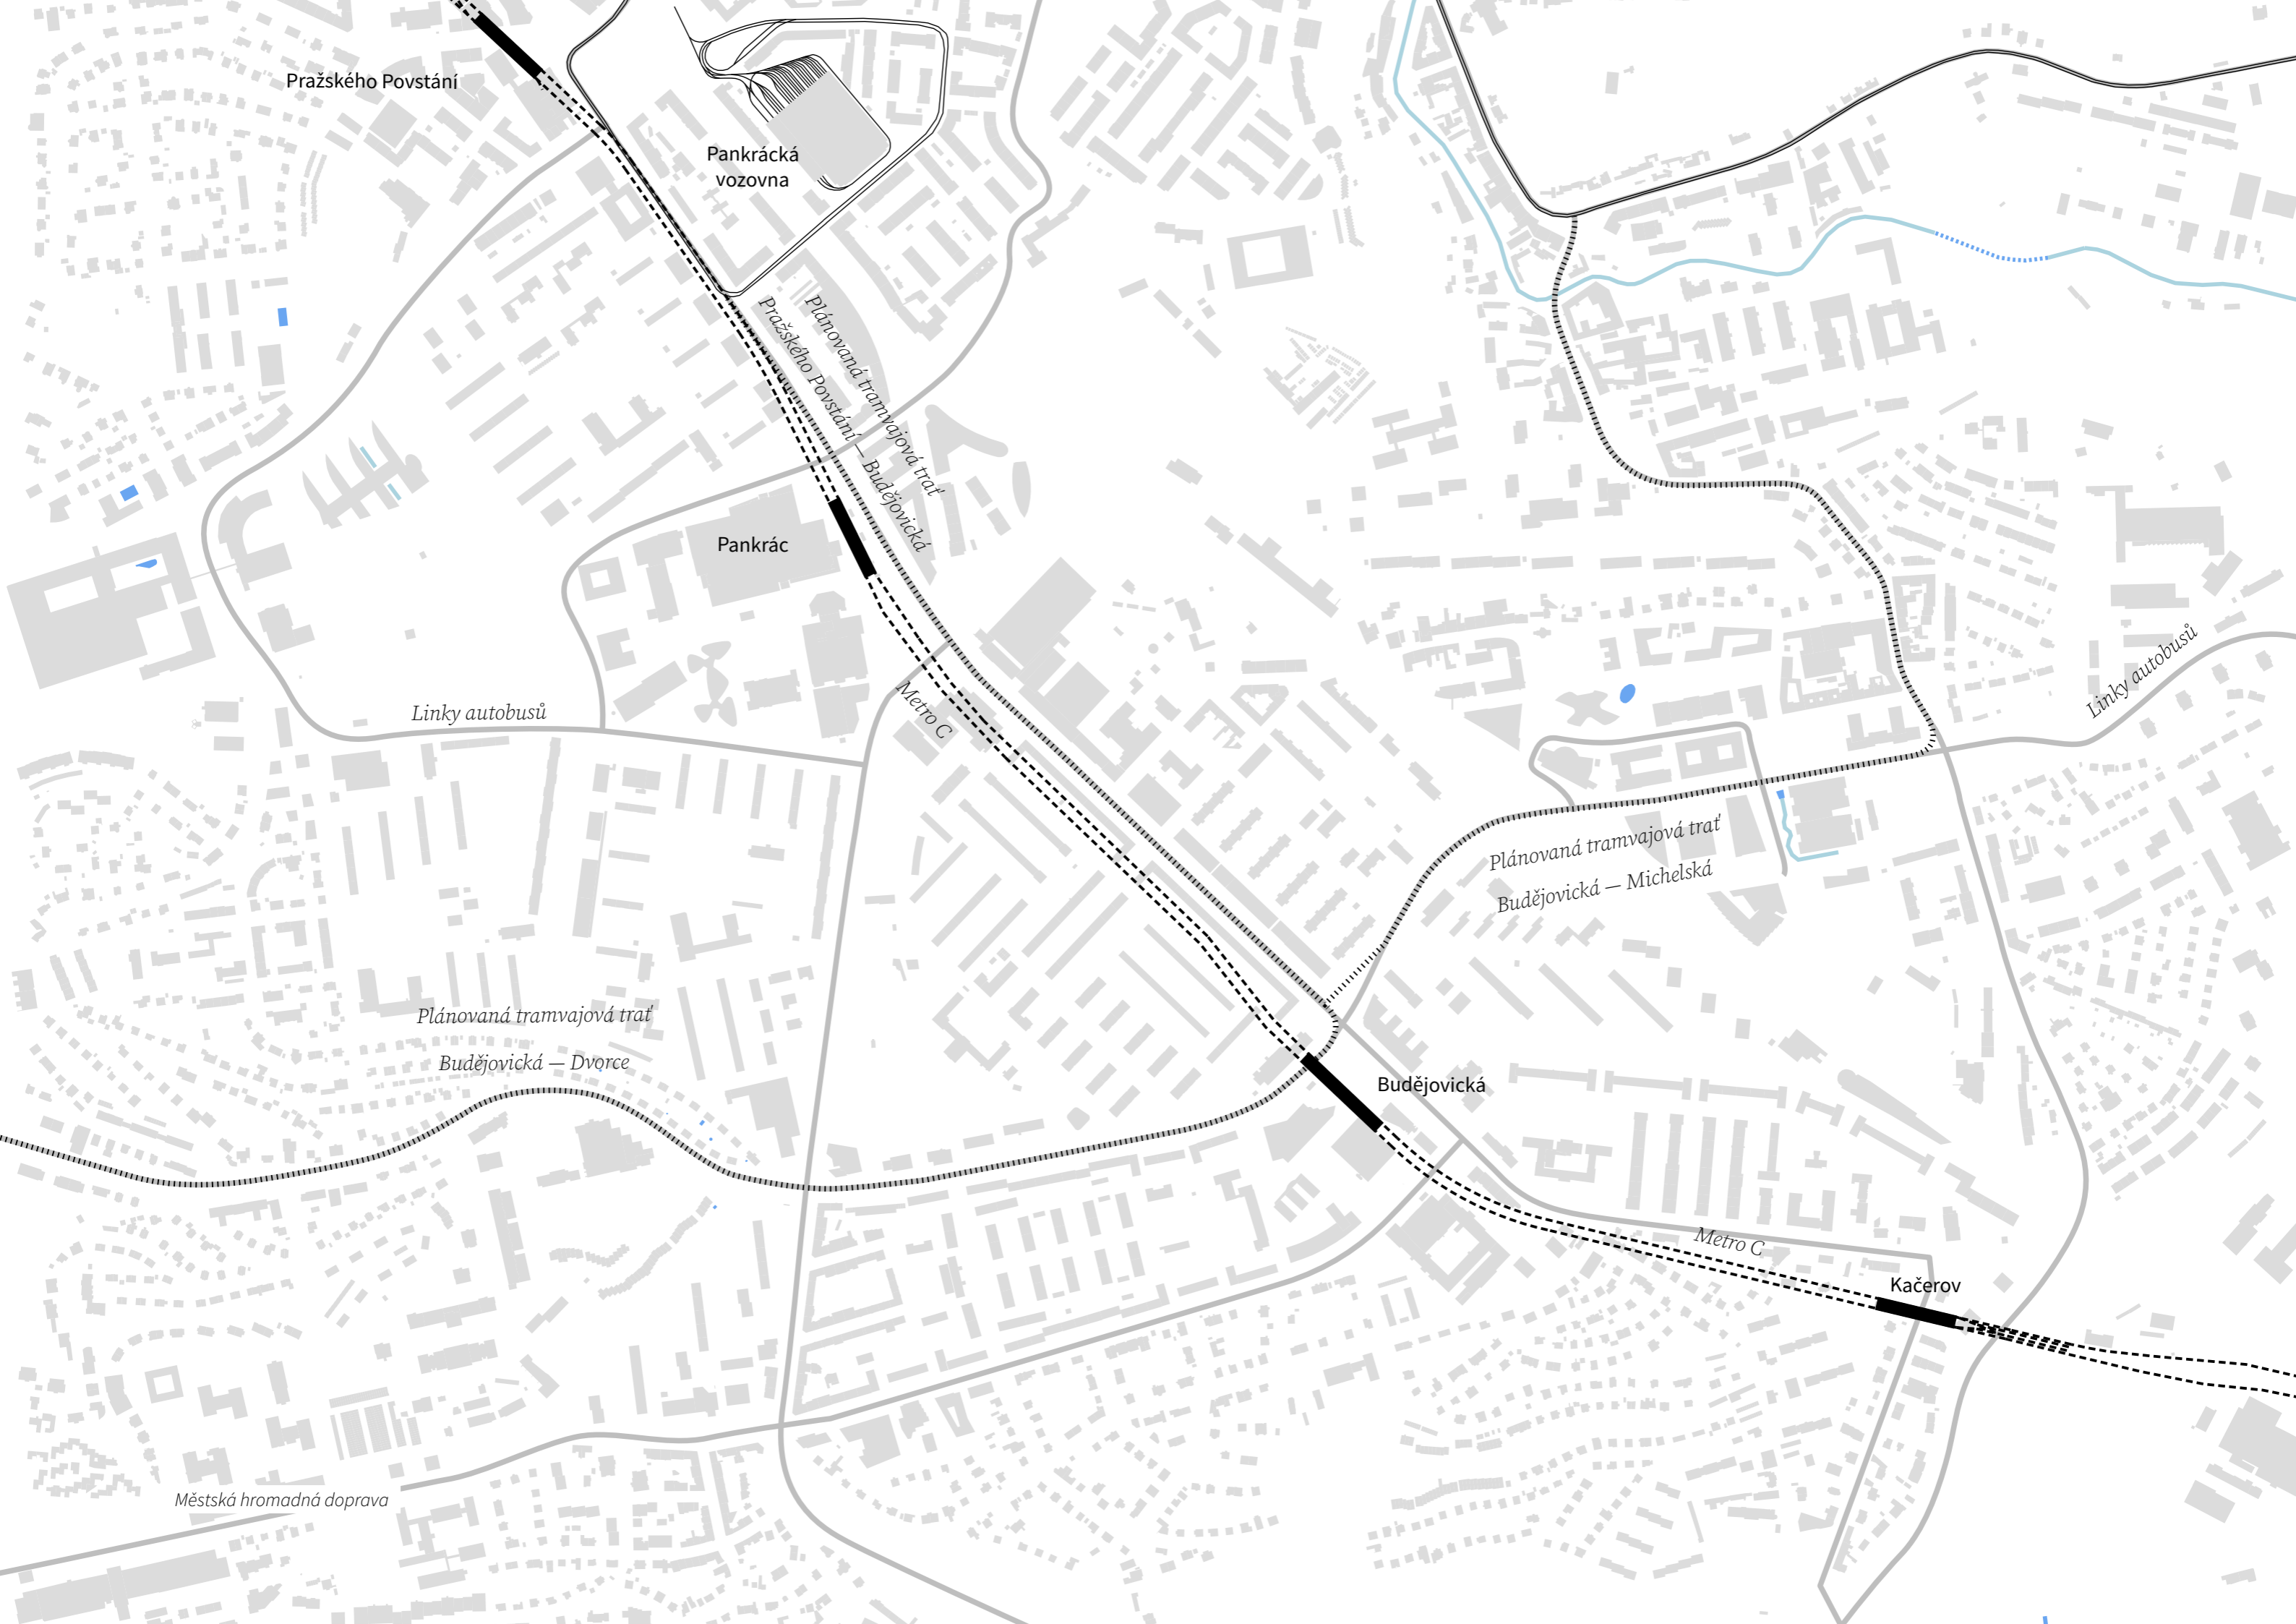 Pražského Povstání
Pankrácká
vozovna
Plánovaná tramvajová trať
Pražského Povstání — Budějovická
Pankrác
Metro C
Linky autobusů
Linky autobusů
Plánovaná tramvajová trať
Budějovická — Michelská
Plánovaná tramvajová trať
Budějovická — Dvorce
Budějovická
Metro C
Kačerov
Městská hromadná doprava